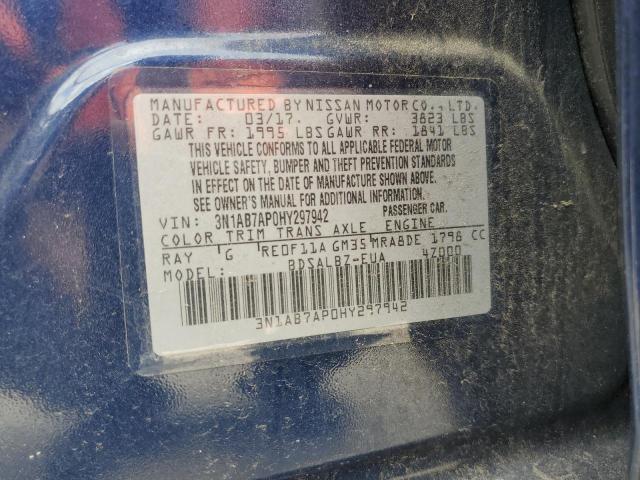 MANUFACTURED BY NISSAN MOTOR CO., LTD.
DATE: 03/17. GVWR: 3823 LBS
GAWR FR: 1995 LBS GAWR RR: 1841 LBS
THIS VEHICLE CONFORMS TO ALL APPLICABLE FEDERAL MOTOR
VEHICLE SAFETY, BUMPER AND THEFT PREVENTION STANDARDS
IN EFFECT ON THE DATE OF MANUFACTURE SHOWN ABOVE.
SEE OWNER'S MANUAL FOR ADDITIONAL INFORMATION.
VIN: 3N1AB7AP0HY297942 PASSENGER CAR.
COLOR TRIM TRANS AXLE ENGINE
RAY G RE0F11A GM35 MRA8DE 1798 CC
BDSALBZ-EUA 4Z000
3N1AB7AP0HY297942